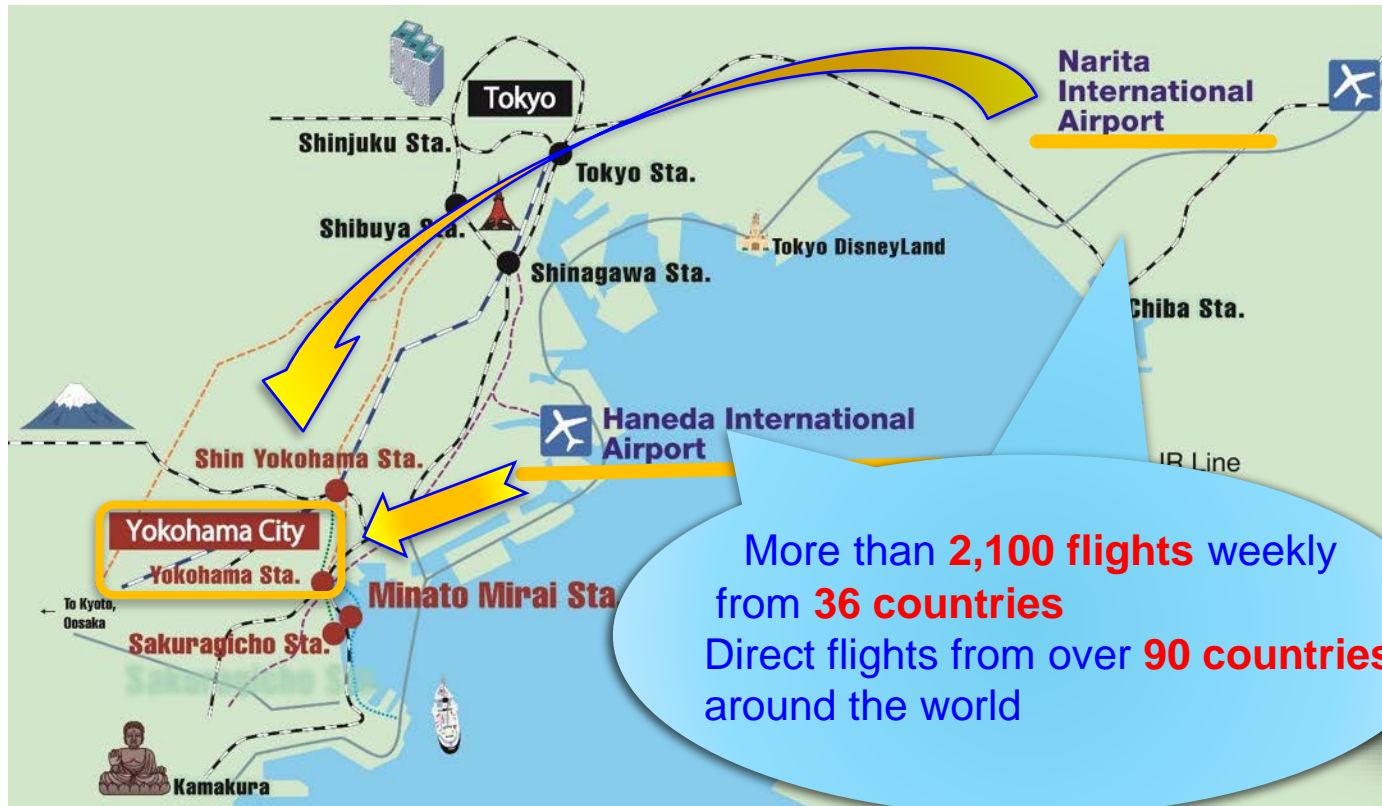 Narita
International
Airport
Tokyo
Shinjuku Sta.
Tokyo Sta.
Shibuya Sta.
Tokyo DisneyLand
Shinagawa Sta.
Chiba Sta.
Haneda International
Airport
Shin Yokohama Sta.
JR Line
Yokohama City
Yokohama Sta.
More than 2,100 flights weekly
from 36 countries
Direct flights from over 90 countries
around the world
← To Kyoto,
Oosaka
Minato Mirai Sta.
Sakuragicho Sta.
Sakuragicho Sta.
Kamakura